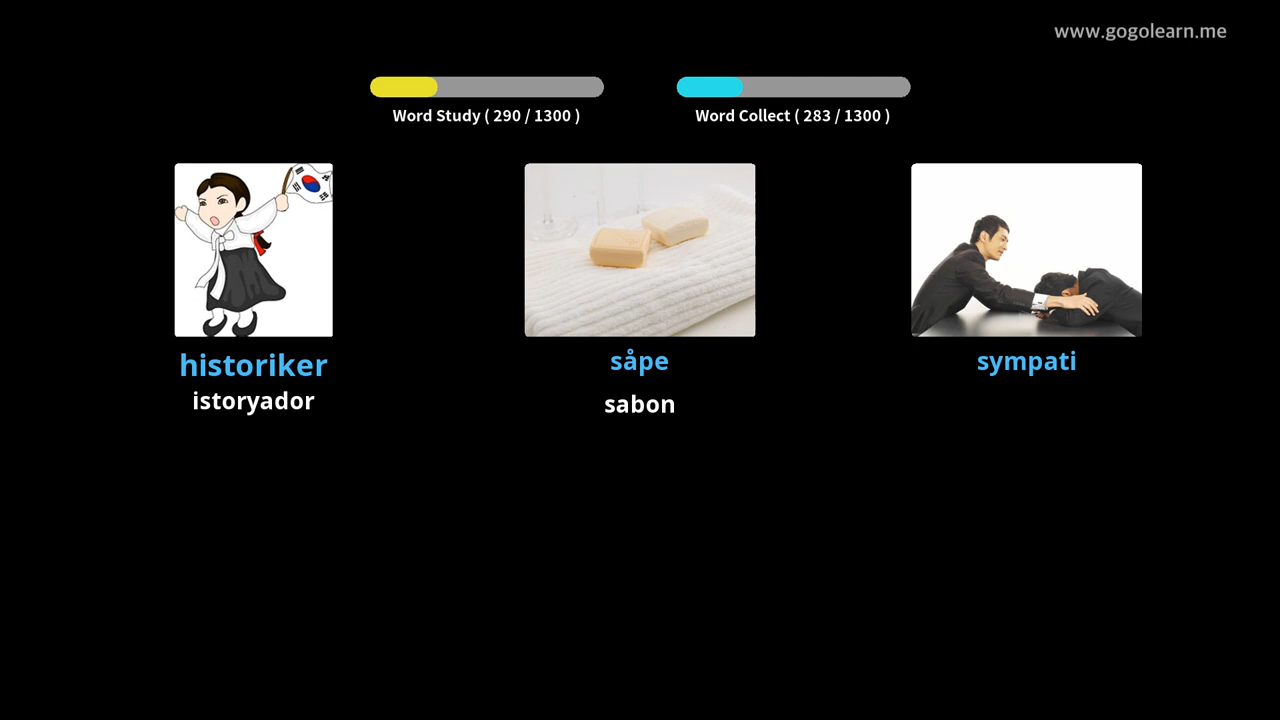 www.gogolearn.me
Word Study ( 290 / 1300 )
Word Collect ( 283 / 1300 )
historiker
istoryador
såpe
sabon
sympati